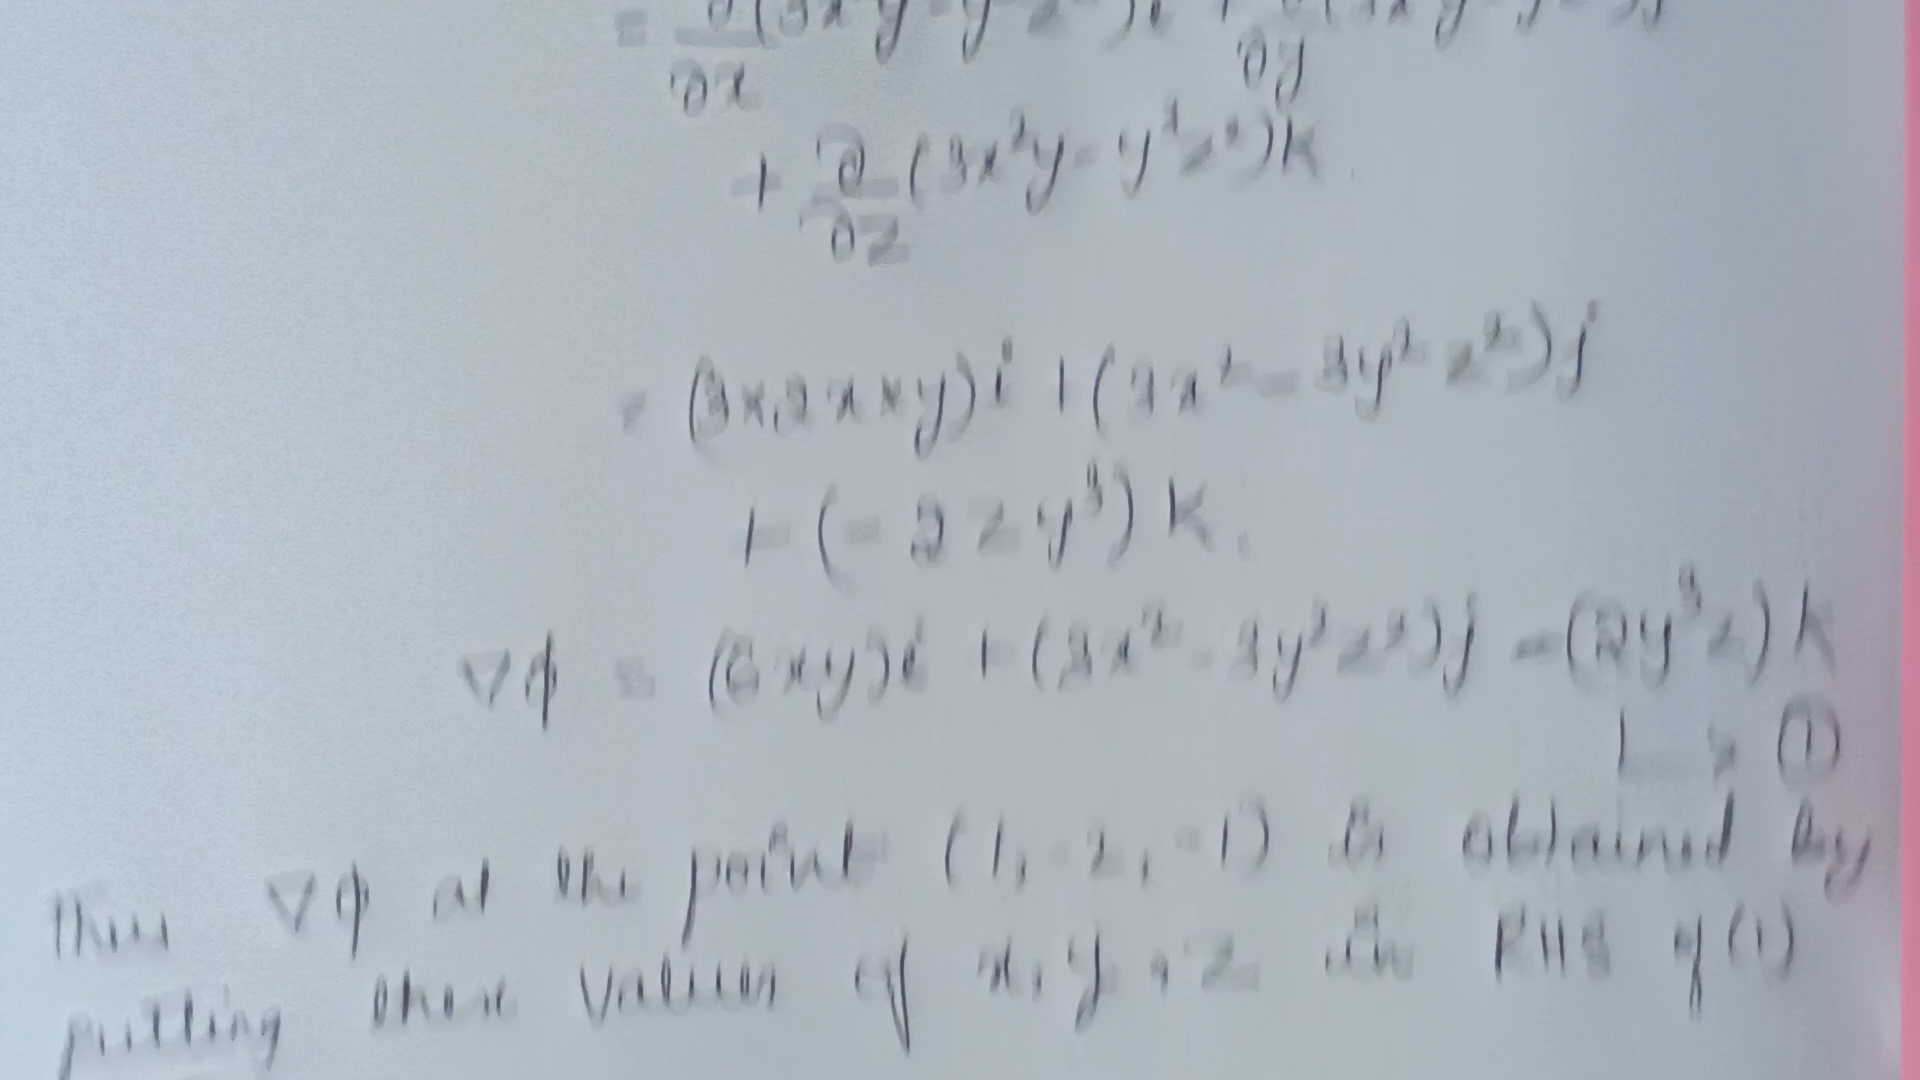 + ∂/∂z (3x²y - y³z²)k
= (3×2x×y)i + (3x² - 3y²z²)j
+ (-2zy³)k.
∇φ = (6xy)i + (3x² - 3y²z²)j - (2y³z)k
→ (1)
Thus ∇φ at the point (1, -2, -1) is obtained by
putting these values of x, y, z in RHS of (1)